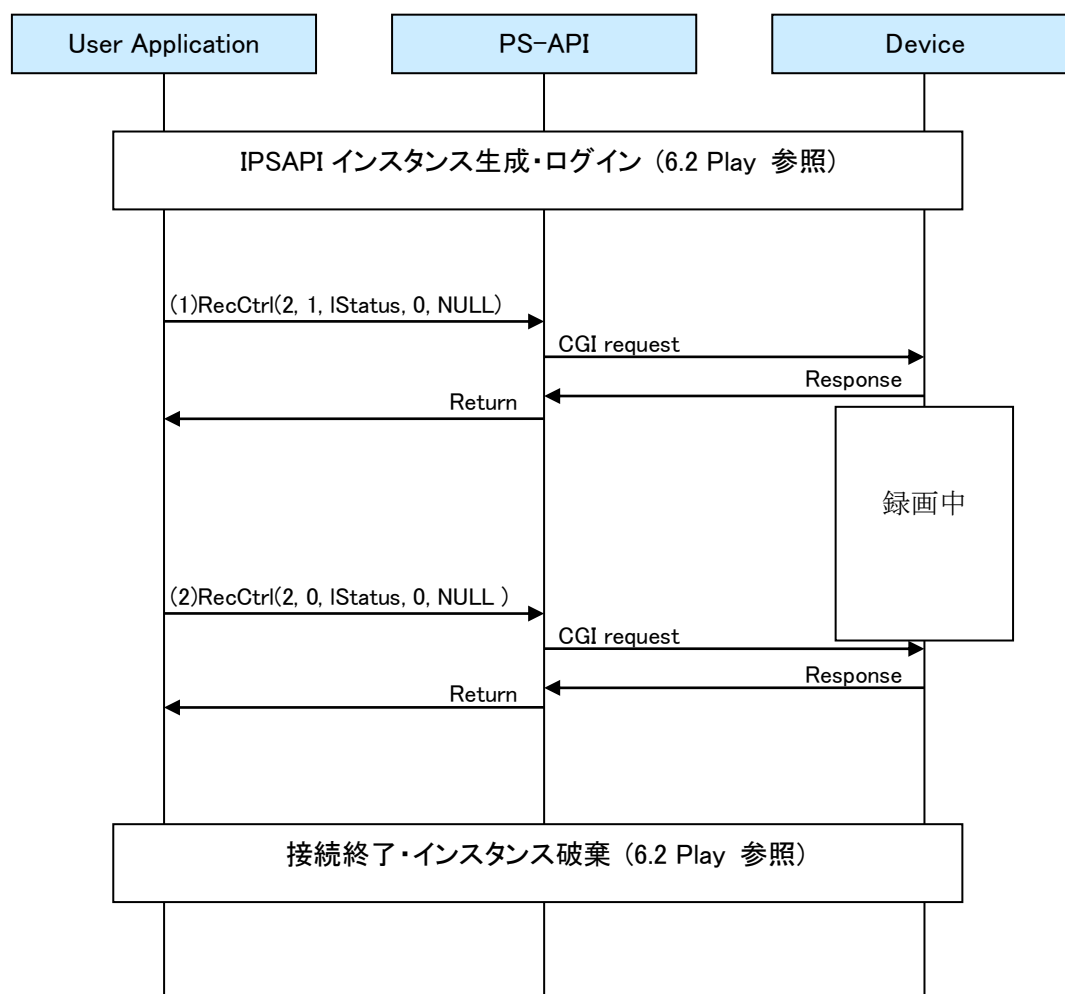 User Application
PS-API
Device
IPSAPI インスタンス生成・ログイン (6.2 Play 参照)
(1)RecCtrl(2, 1, lStatus, 0, NULL)
CGI request
Response
Return
録画中
(2)RecCtrl(2, 0, lStatus, 0, NULL )
CGI request
Response
Return
接続終了・インスタンス破棄 (6.2 Play 参照)